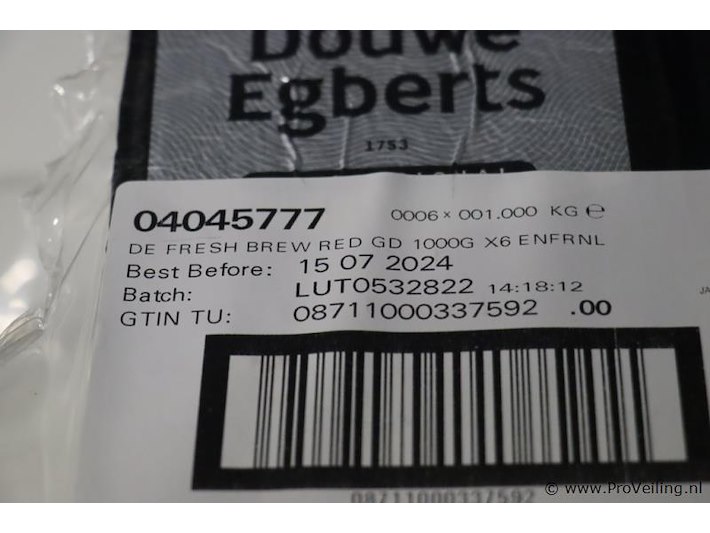 Douwe
Egberts
1753
04045777 0006 x 001.000 KG ℮
DE FRESH BREW RED GD 1000G X6 ENFRNL
Best Before: 15 07 2024
Batch: LUT0532822 14:18:12
GTIN TU: 08711000337592 .00
08711000337592
© www.ProVeiling.nl